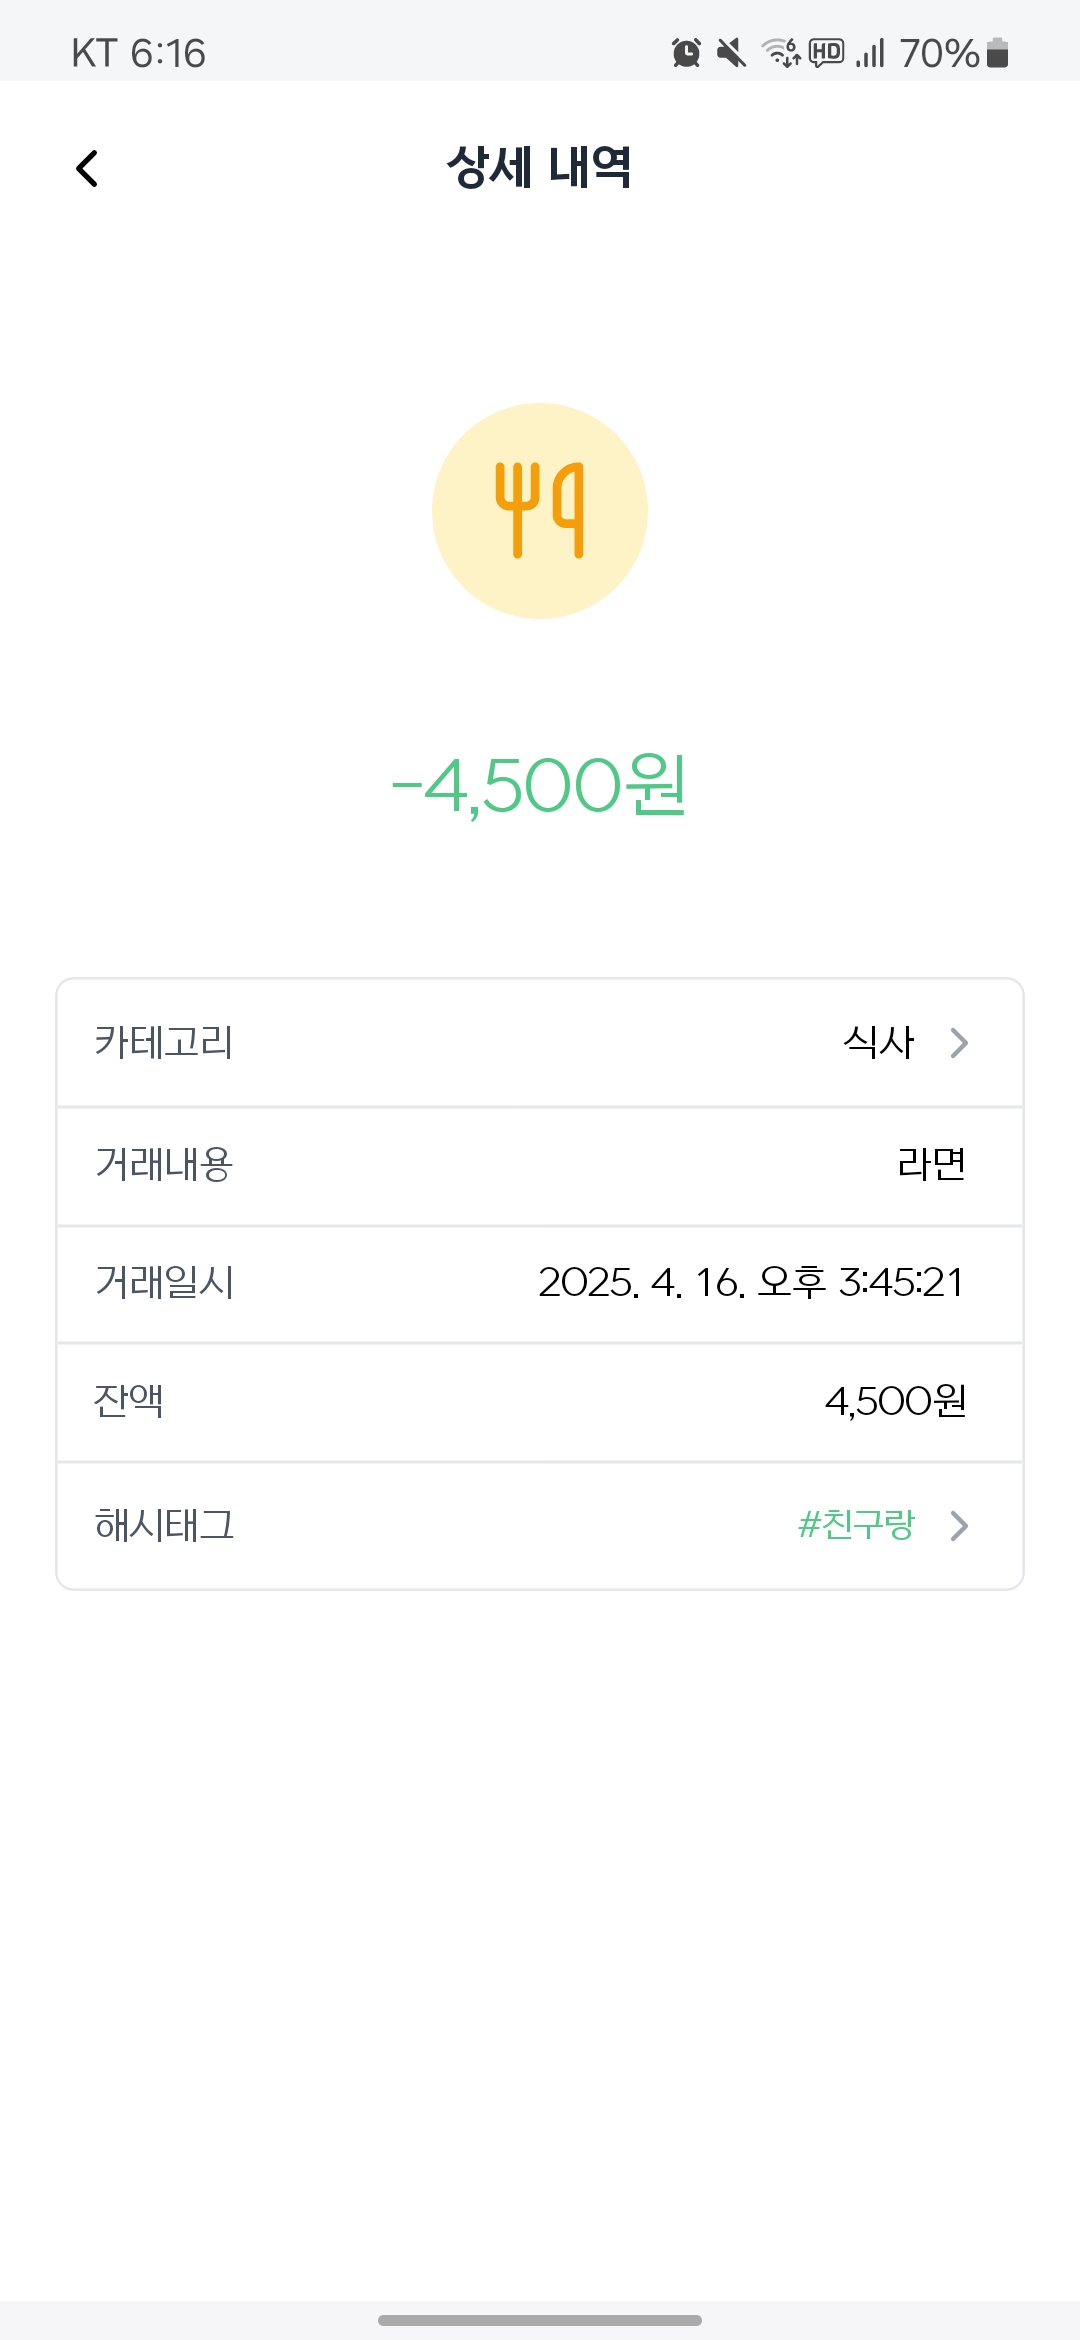 KT 6:16
6 HD 70%
상세 내역
-4,500원
카테고리 식사
거래내용 라면
거래일시 2025. 4. 16. 오후 3:45:21
잔액 4,500원
해시태그 #친구랑